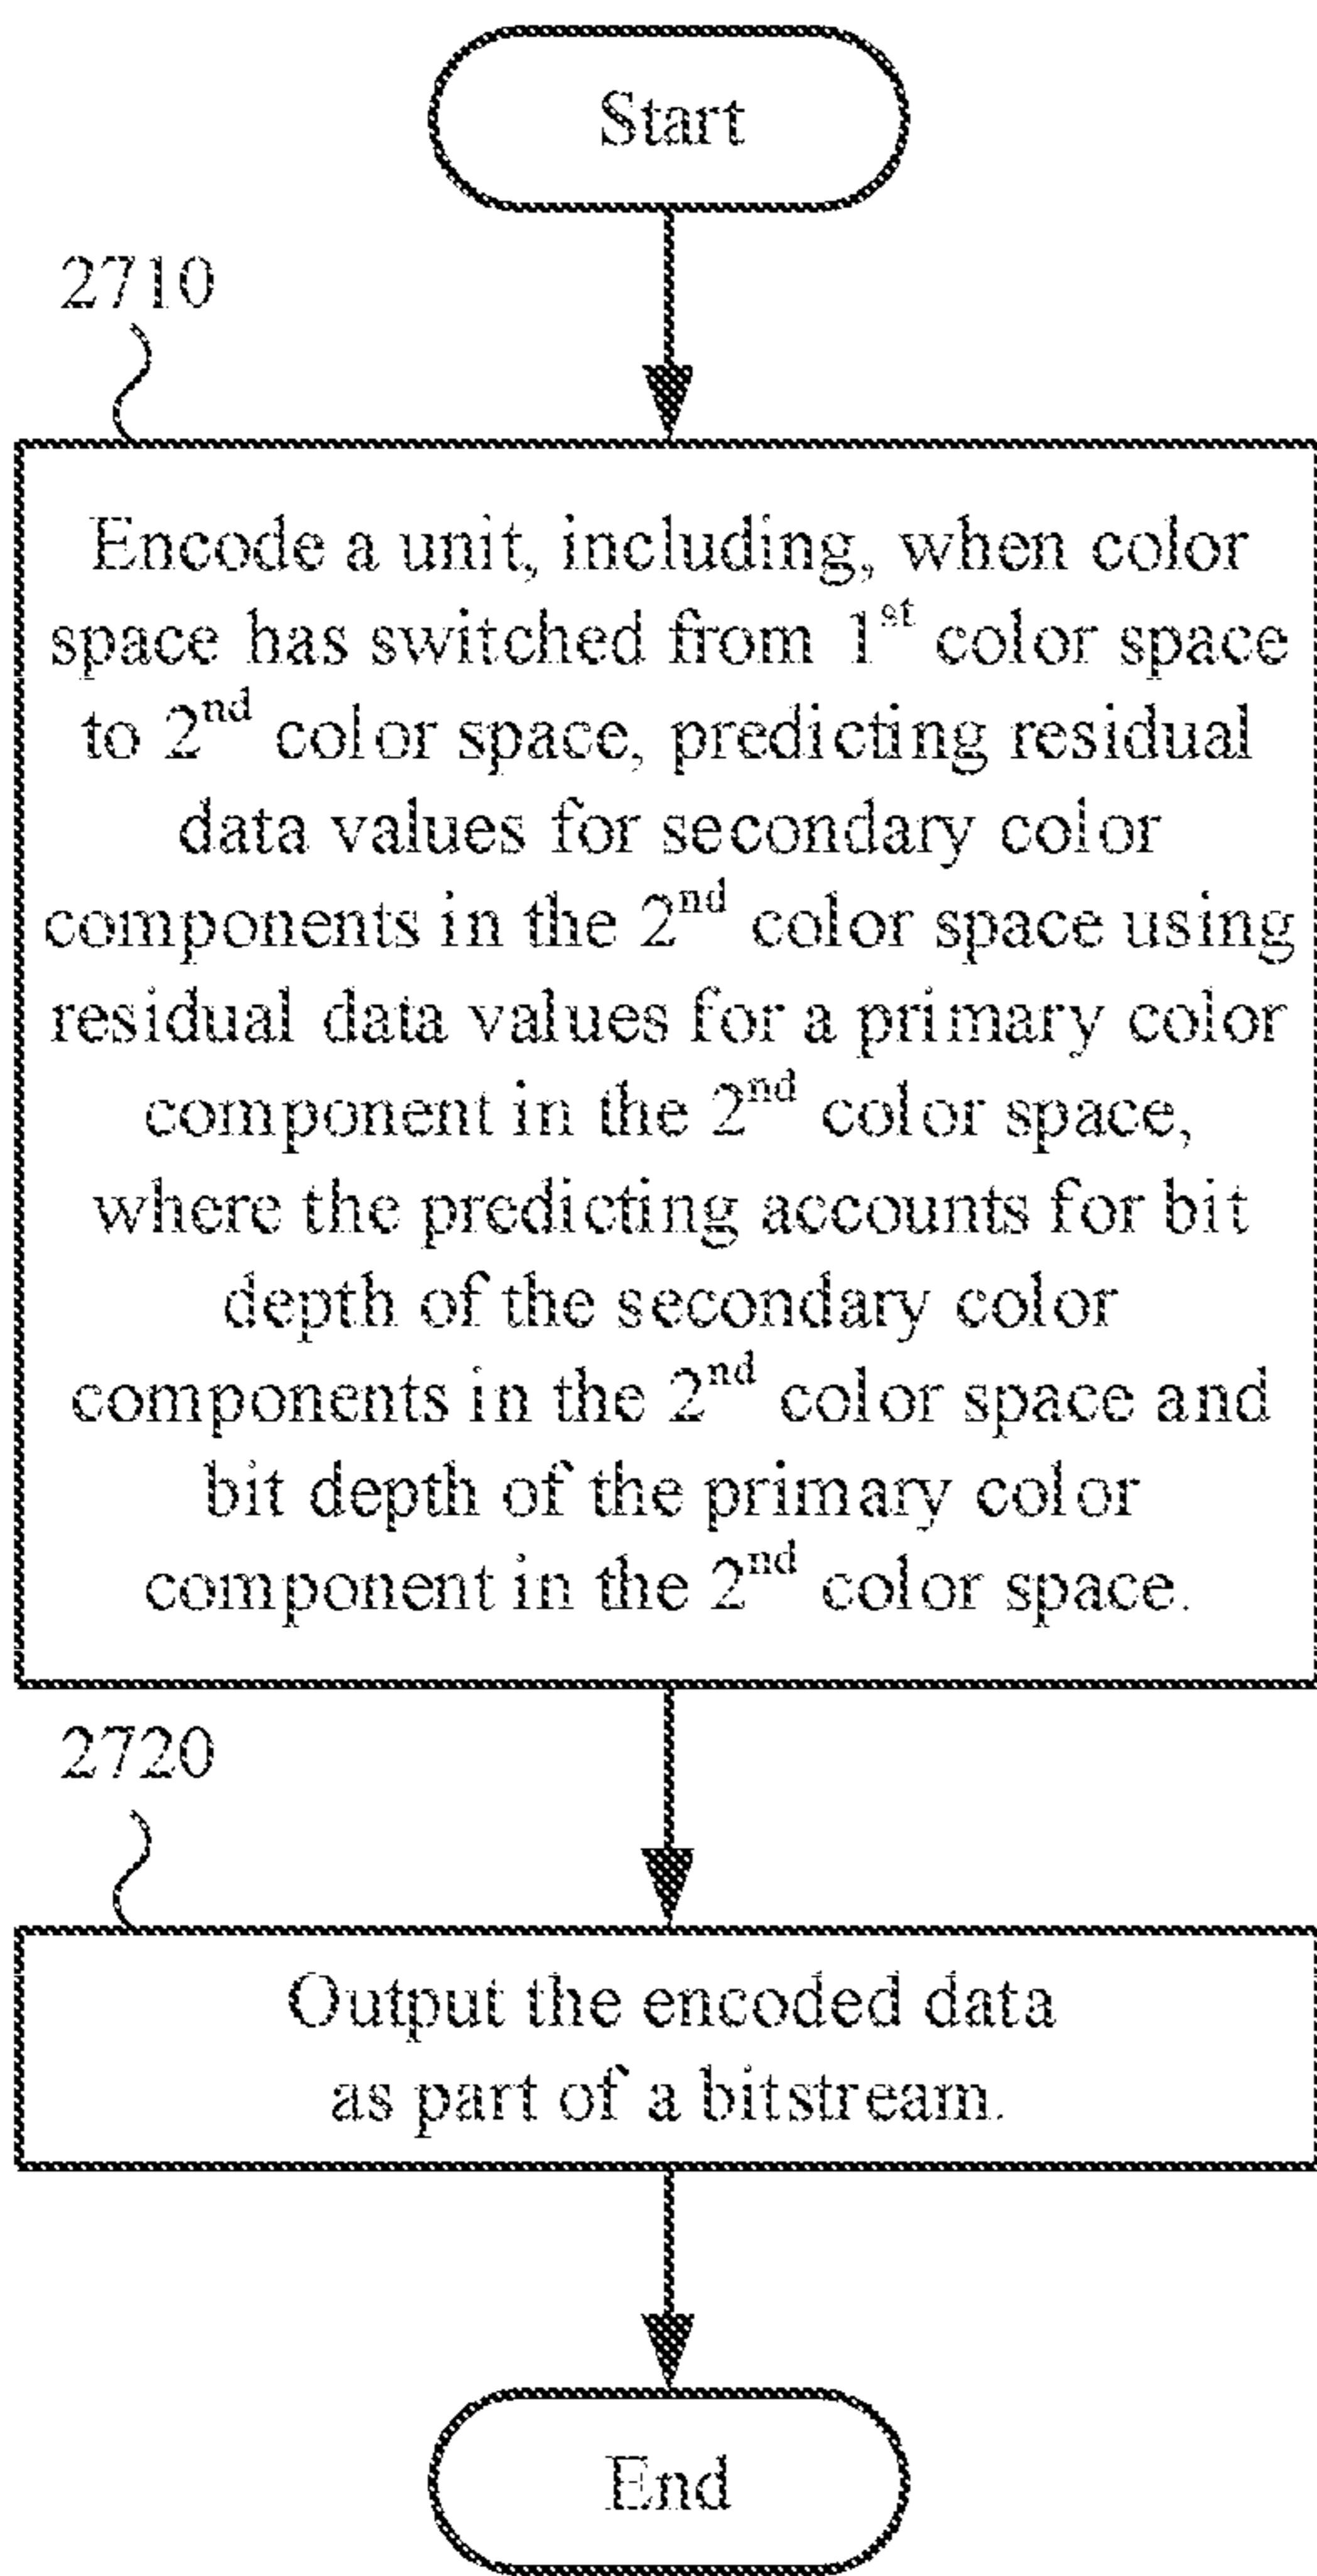 Start
2710
Encode a unit, including, when color
space has switched from 1st color space
to 2nd color space, predicting residual
data values for secondary color
components in the 2nd color space using
residual data values for a primary color
component in the 2nd color space,
where the predicting accounts for bit
depth of the secondary color
components in the 2nd color space and
bit depth of the primary color
component in the 2nd color space.
2720
Output the encoded data
as part of a bitstream.
End